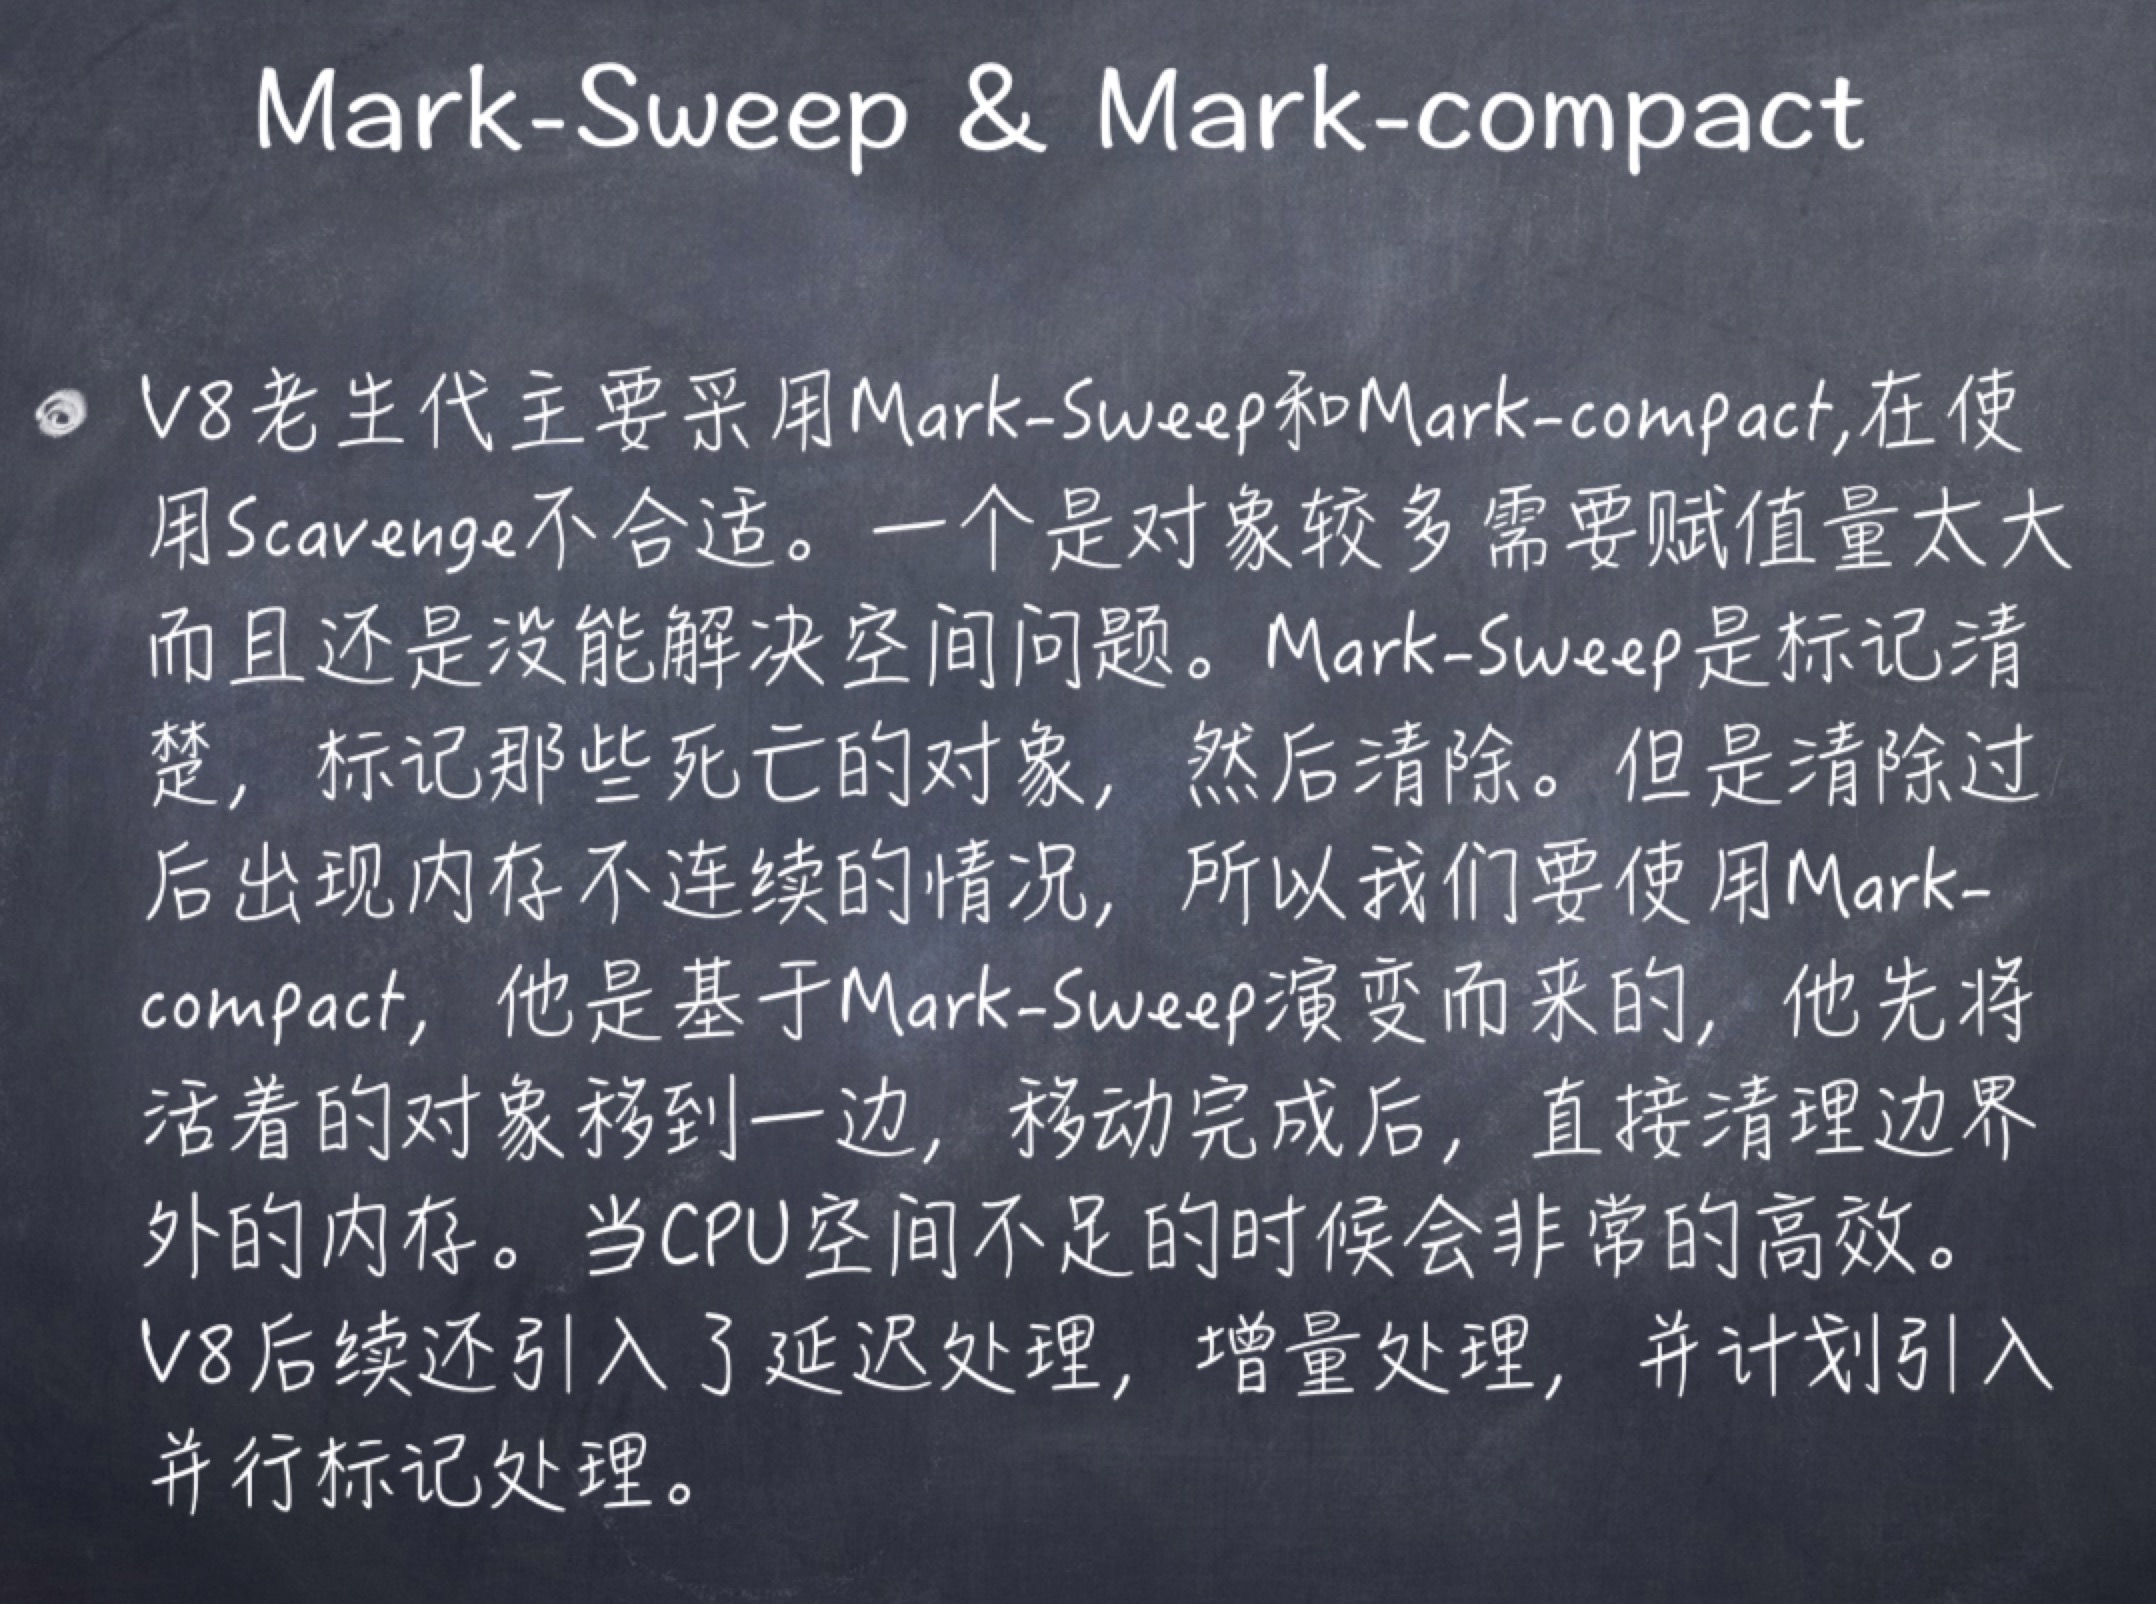 Mark-Sweep & Mark-compact
V8老生代主要采用Mark-Sweep和Mark-compact,在使
用Scavenge不合适。一个是对象较多需要赋值量太大
而且还是没能解决空间问题。Mark-Sweep是标记清
楚，标记那些死亡的对象，然后清除。但是清除过
后出现内存不连续的情况，所以我们要使用Mark-
compact，他是基于Mark-Sweep演变而来的，他先将
活着的对象移到一边，移动完成后，直接清理边界
外的内存。当CPU空间不足的时候会非常的高效。
V8后续还引入了延迟处理，增量处理，并计划引入
并行标记处理。